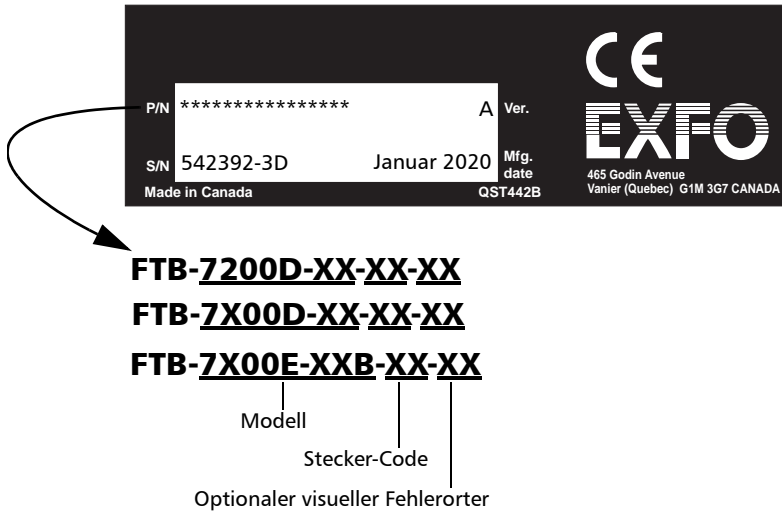 CE
P/N **************** A Ver.
EXFO
S/N 542392-3D Januar 2020 Mfg. date
Made in Canada QST442B
465 Godin Avenue
Vanier (Quebec) G1M 3G7 CANADA
FTB-7200D-XX-XX-XX
FTB-7X00D-XX-XX-XX
FTB-7X00E-XXB-XX-XX
Modell
Stecker-Code
Optionaler visueller Fehlerorter